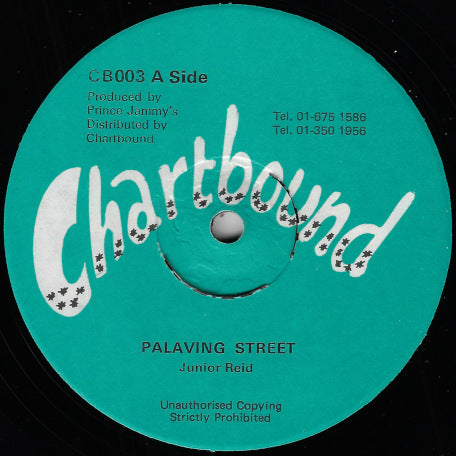 CB003 A Side
Produced by
Prince Jammy's
Distributed by
Chartbound
Tel. 01-675 1586
Tel. 01-350 1956
Chartbound
PALAVING STREET
Junior Reid
Unauthorised Copying
Strictly Prohibited